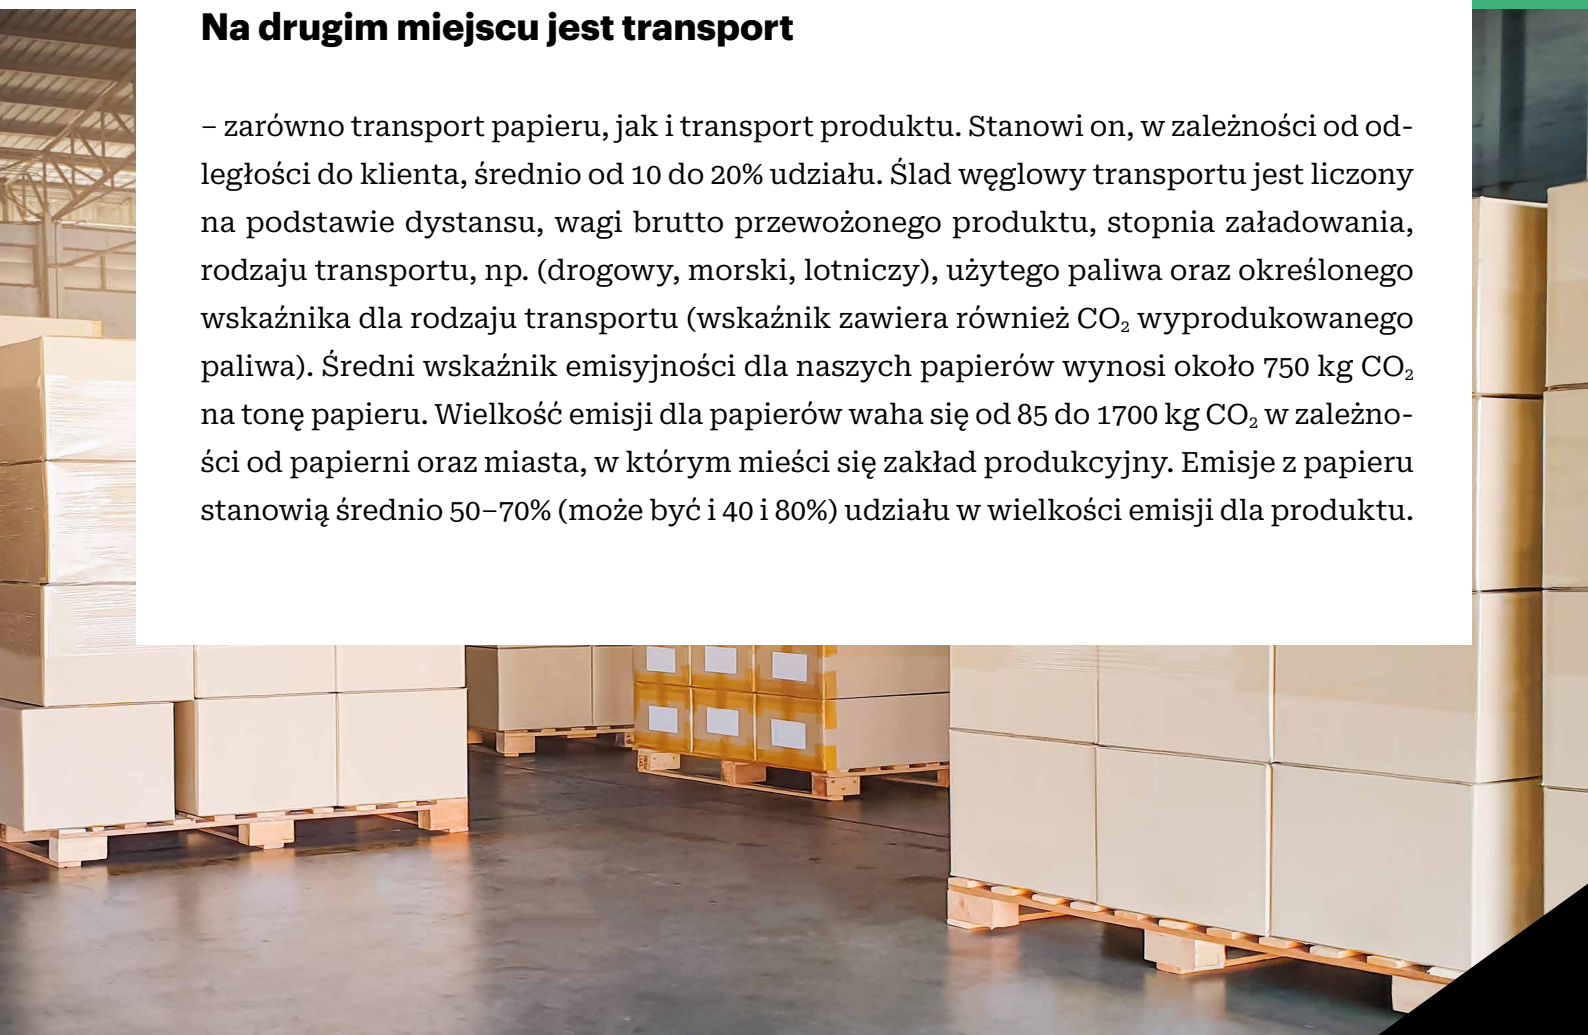 Na drugim miejscu jest transport
– zarówno transport papieru, jak i transport produktu. Stanowi on, w zależności od od-
ległości do klienta, średnio od 10 do 20% udziału. Ślad węglowy transportu jest liczony
na podstawie dystansu, wagi brutto przewożonego produktu, stopnia załadowania,
rodzaju transportu, np. (drogowy, morski, lotniczy), użytego paliwa oraz określonego
wskaźnika dla rodzaju transportu (wskaźnik zawiera również CO₂ wyprodukowanego
paliwa). Średni wskaźnik emisyjności dla naszych papierów wynosi około 750 kg CO₂
na tonę papieru. Wielkość emisji dla papierów waha się od 85 do 1700 kg CO₂ w zależno-
ści od papierni oraz miasta, w którym mieści się zakład produkcyjny. Emisje z papieru
stanowią średnio 50–70% (może być i 40 i 80%) udziału w wielkości emisji dla produktu.